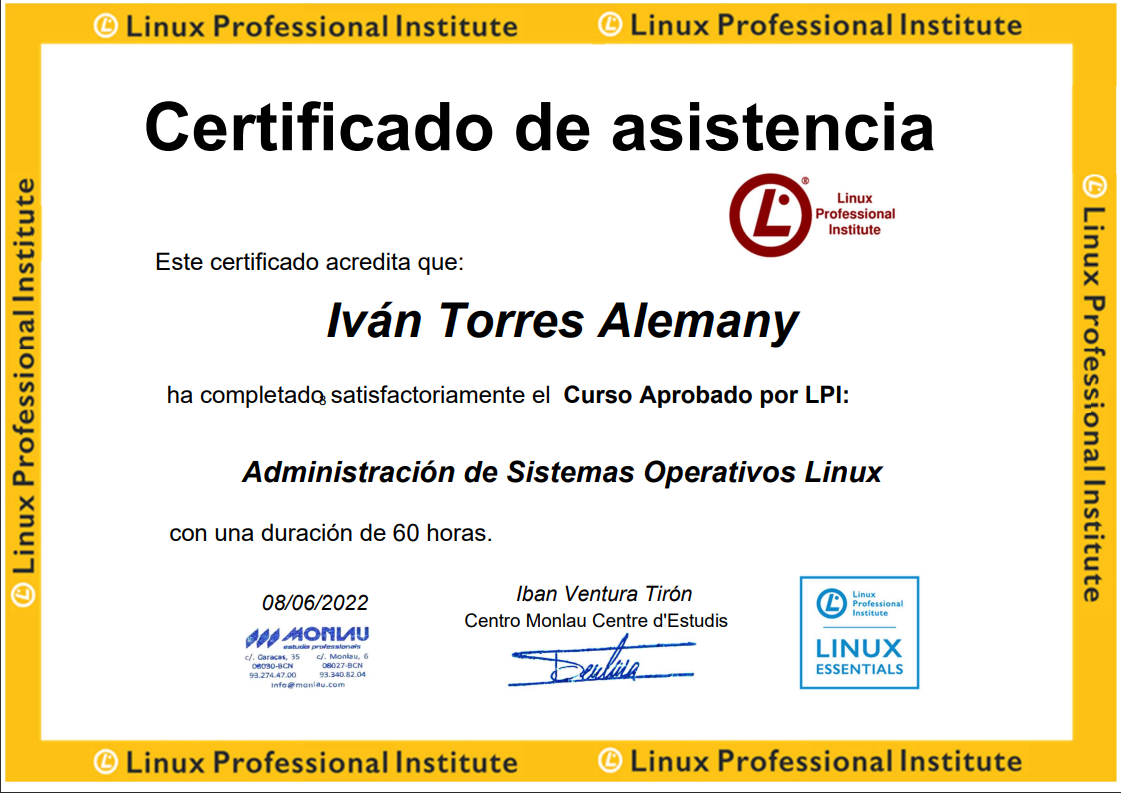 Linux Professional Institute
Linux Professional Institute
Linux Professional Institute
Linux Professional Institute
Certificado de asistencia
Linux
Professional
Institute
®
Este certificado acredita que:
Iván Torres Alemany
ha completado satisfactoriamente el Curso Aprobado por LPI:
3
Administración de Sistemas Operativos Linux
con una duración de 60 horas.
08/06/2022
MONLAU
estudis professionals
c/. Caracas, 35 c/. Monlau, 6
08030-BCN 08027-BCN
93.274.47.00 93.340.82.04
info@monlau.com
Iban Ventura Tirón
Centro Monlau Centre d'Estudis
Linux
Professional
Institute
LINUX
ESSENTIALS
Linux Professional Institute
Linux Professional Institute